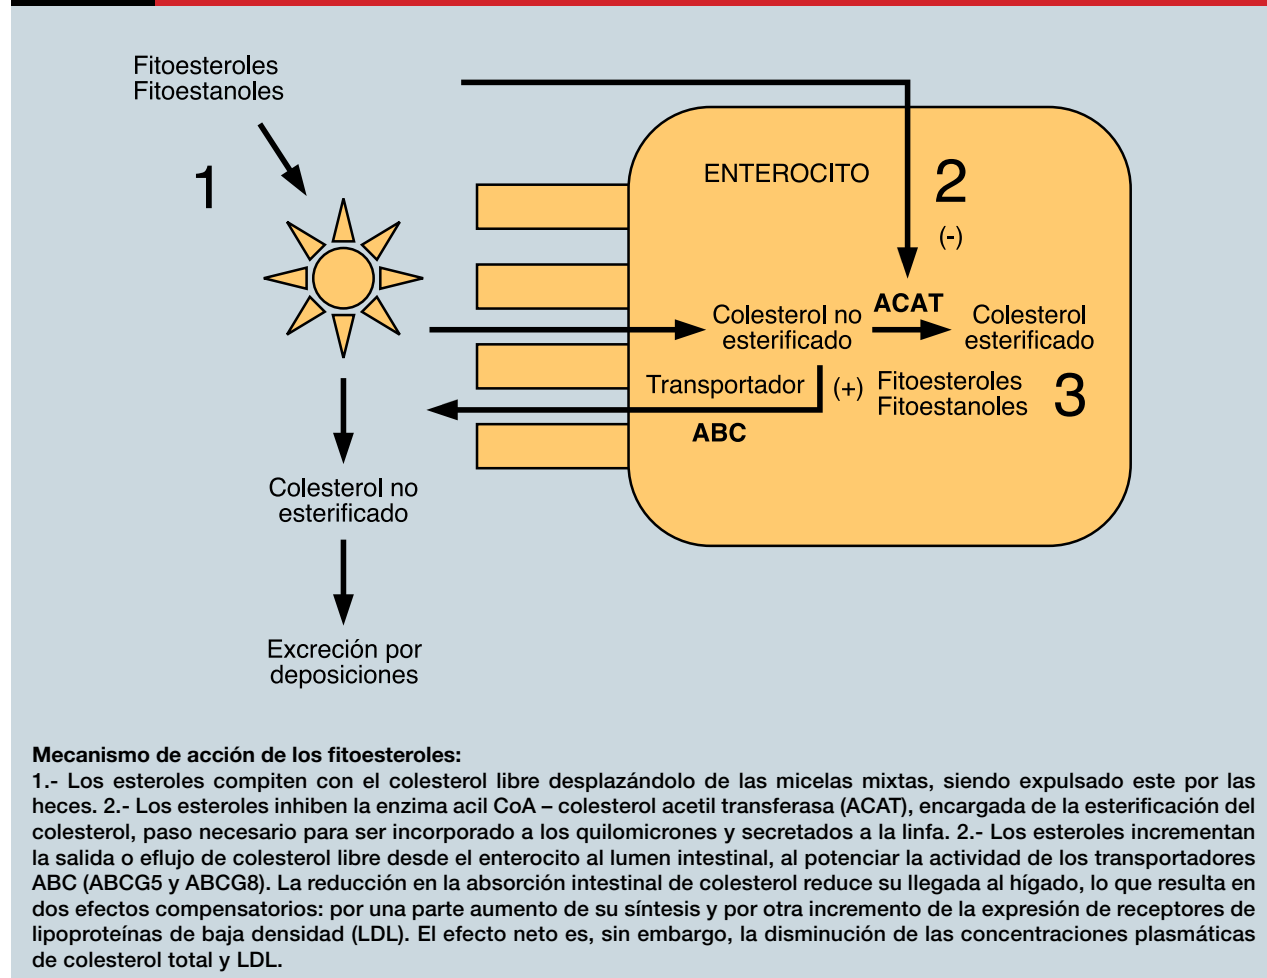 Fitoesteroles
Fitoestanoles
1
ENTEROCITO
2
(-)
ACAT
Colesterol no
esterificado
Colesterol
esterificado
Transportador
(+)
Fitoesteroles
Fitoestanoles
3
ABC
Colesterol no
esterificado
Excreción por
deposiciones
Mecanismo de acción de los fitoesteroles:
1.- Los esteroles compiten con el colesterol libre desplazándolo de las micelas mixtas, siendo expulsado este por las
heces. 2.- Los esteroles inhiben la enzima acil CoA – colesterol acetil transferasa (ACAT), encargada de la esterificación del
colesterol, paso necesario para ser incorporado a los quilomicrones y secretados a la linfa. 2.- Los esteroles incrementan
la salida o eflujo de colesterol libre desde el enterocito al lumen intestinal, al potenciar la actividad de los transportadores
ABC (ABCG5 y ABCG8). La reducción en la absorción intestinal de colesterol reduce su llegada al hígado, lo que resulta en
dos efectos compensatorios: por una parte aumento de su síntesis y por otra incremento de la expresión de receptores de
lipoproteínas de baja densidad (LDL). El efecto neto es, sin embargo, la disminución de las concentraciones plasmáticas
de colesterol total y LDL.